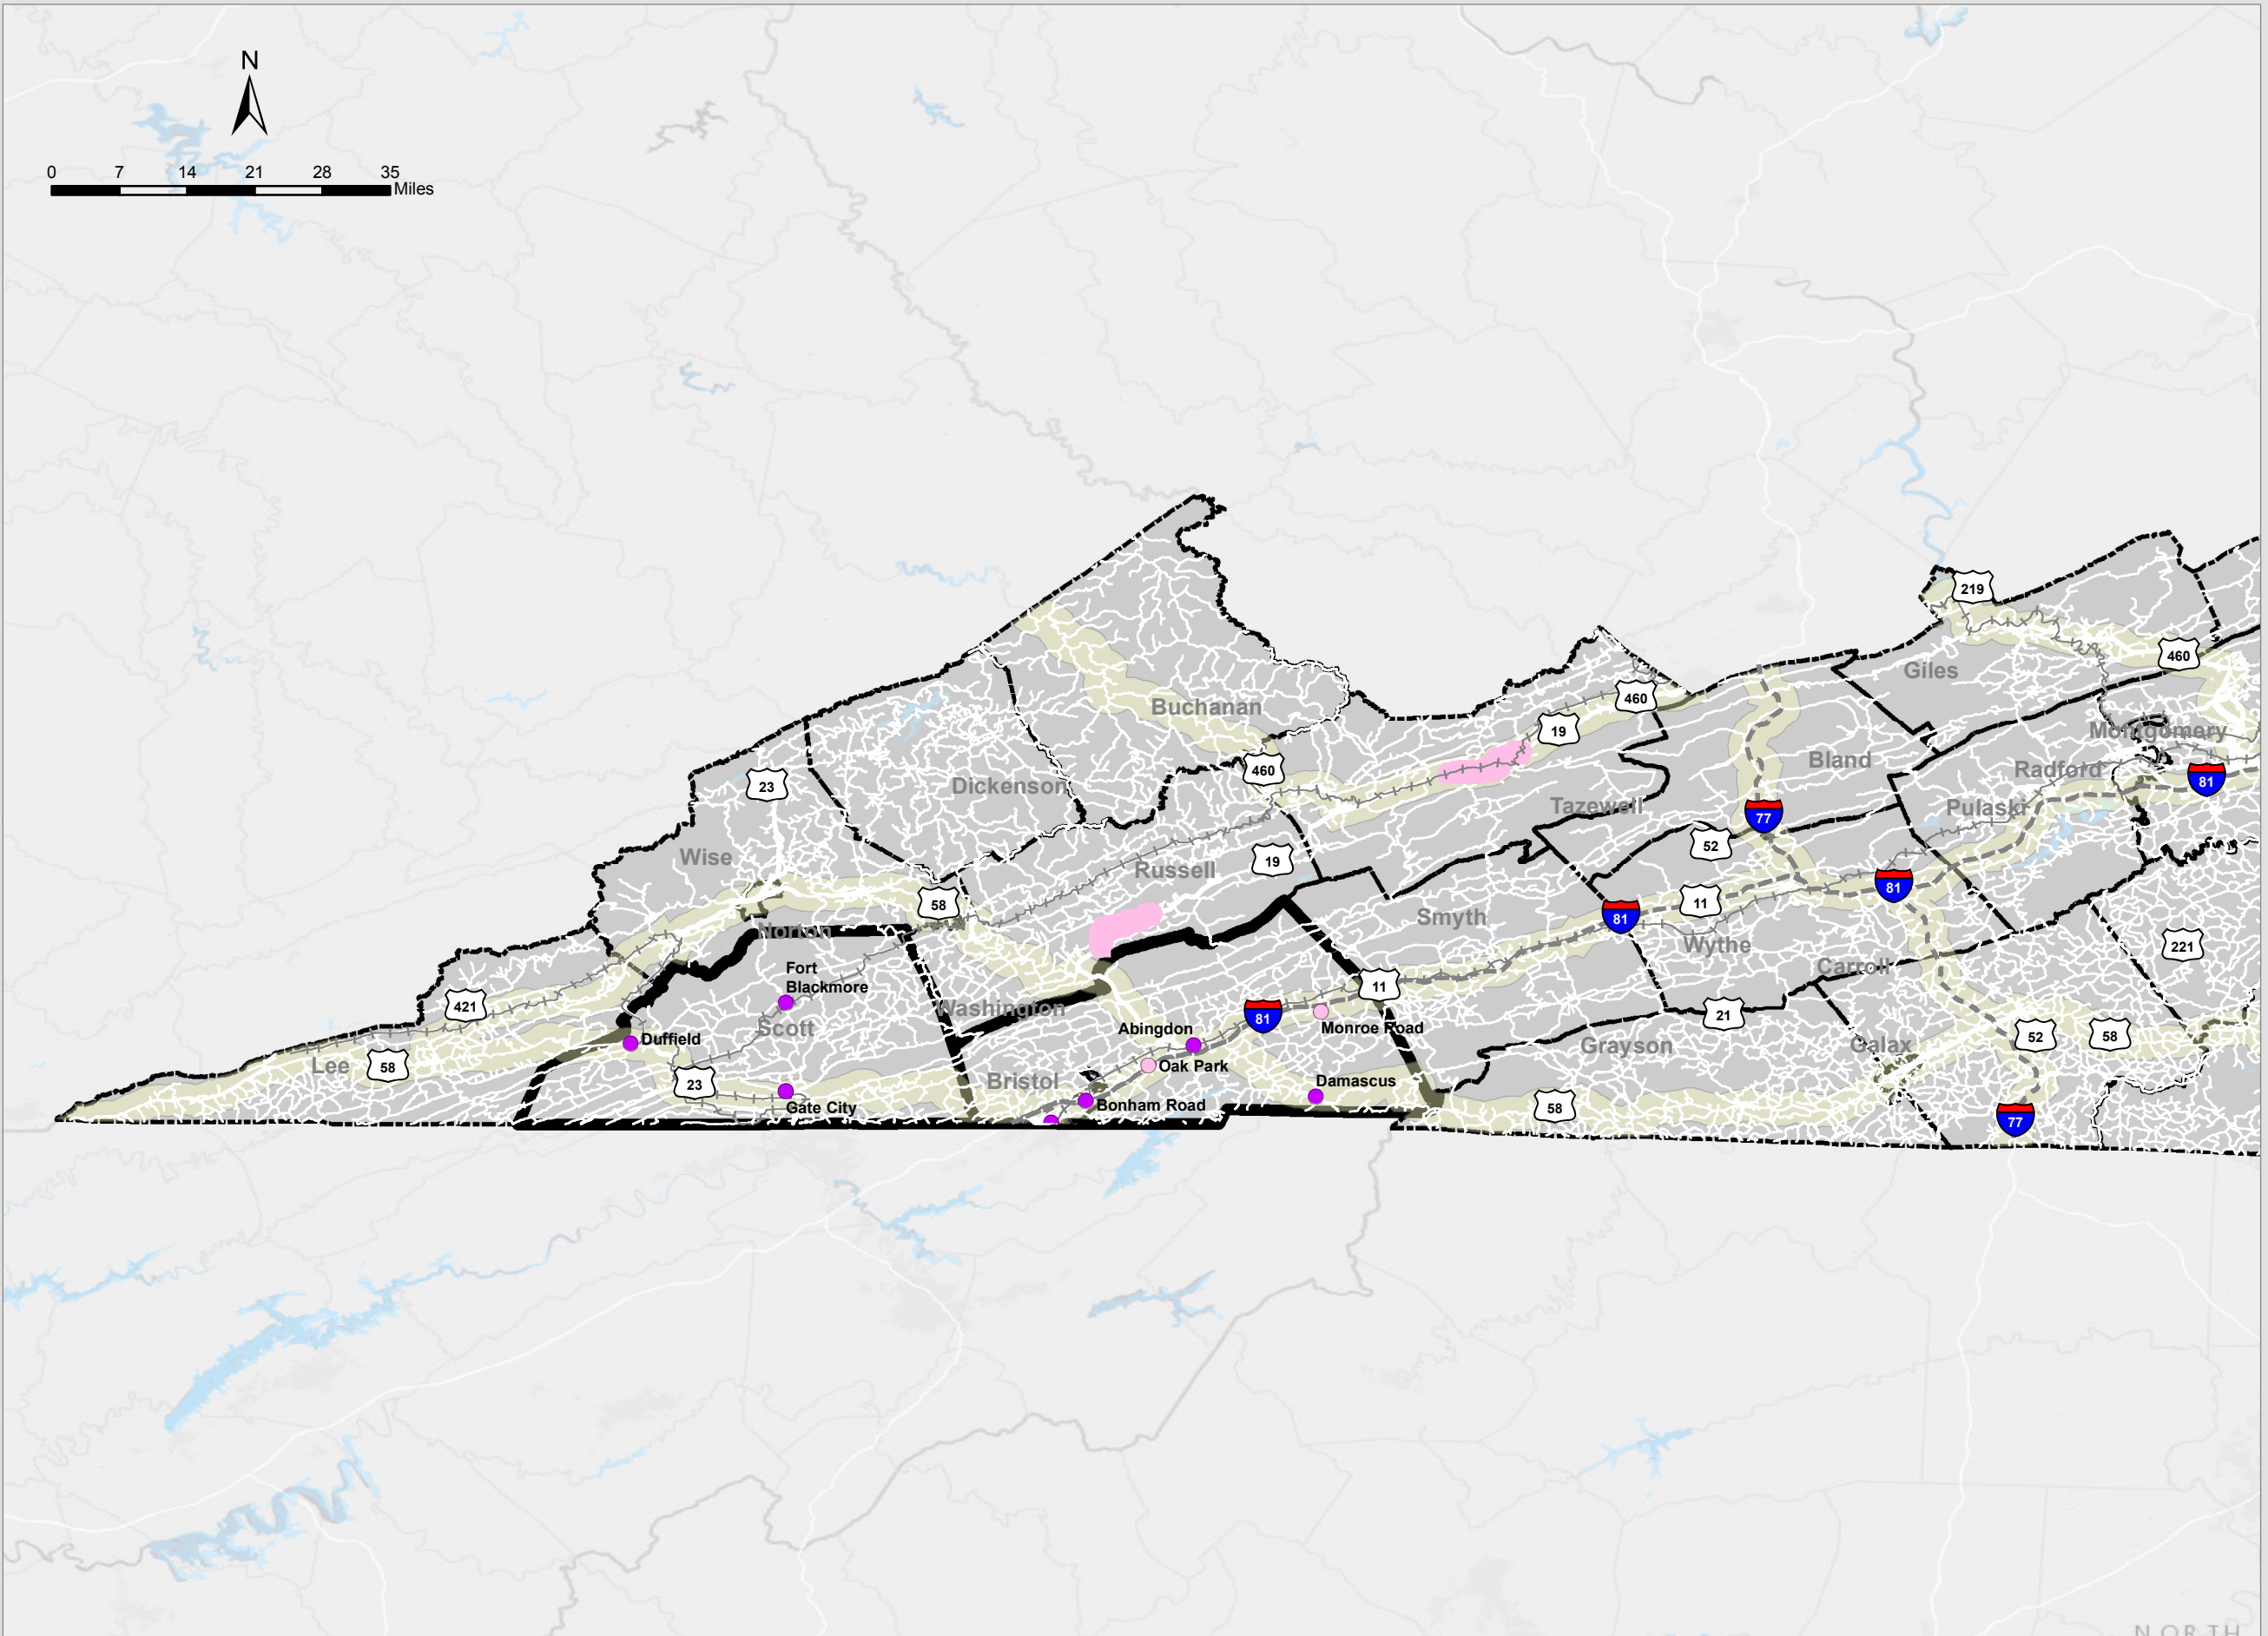 N
0 7 14 21 28 35
Miles
219
460
Giles
Buchanan
460
19
Montgomery
23
460
Dickenson
Bland
Radford
81
Tazewell
Pulaski
77
52
Wise
19
Russell
81
58
11
81
Smyth
Norton
Wythe
221
Fort
Blackmore
Carroll
421
Washington
11
21
81
Scott
Abingdon
Monroe Road
52
58
Duffield
Grayson
Galax
Lee
58
Oak Park
23
Bristol
Damascus
Gate City
Bonham Road
58
77
NORTH